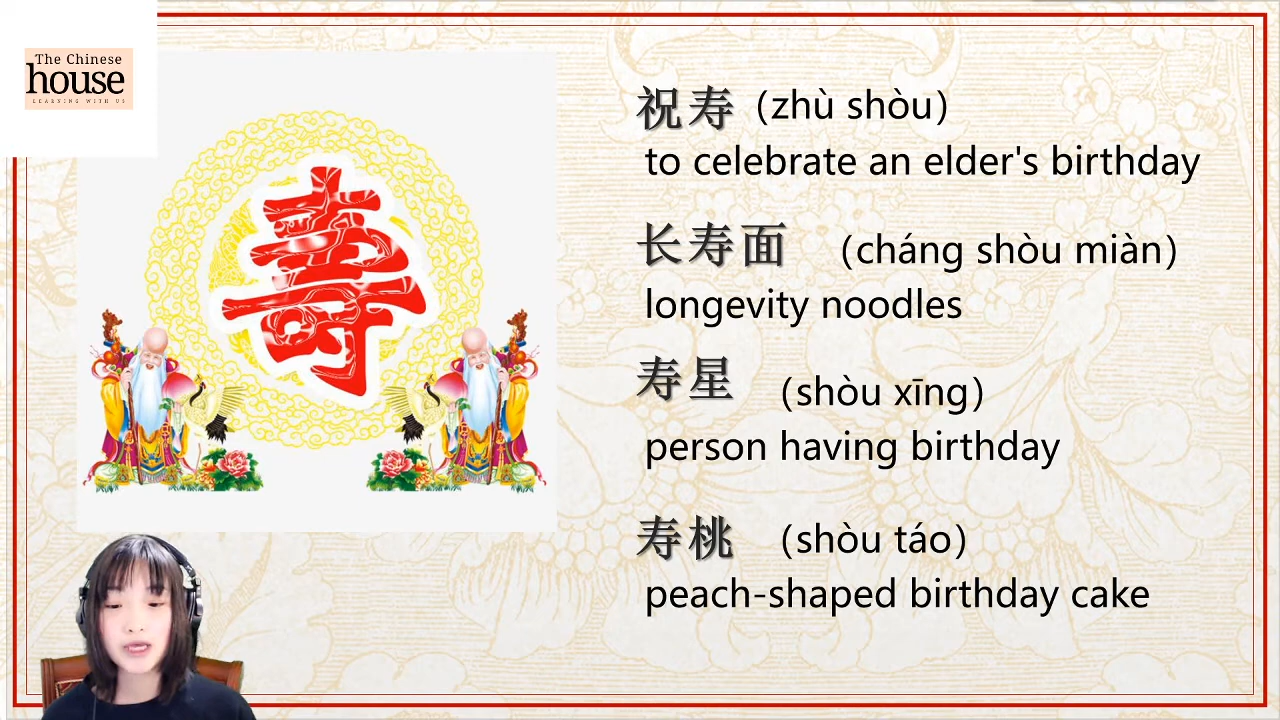 The Chinese
house
LEARNING WITH US
壽
祝寿 (zhù shòu)
to celebrate an elder's birthday
长寿面 (cháng shòu miàn)
longevity noodles
寿星 (shòu xīng)
person having birthday
寿桃 (shòu táo)
peach-shaped birthday cake